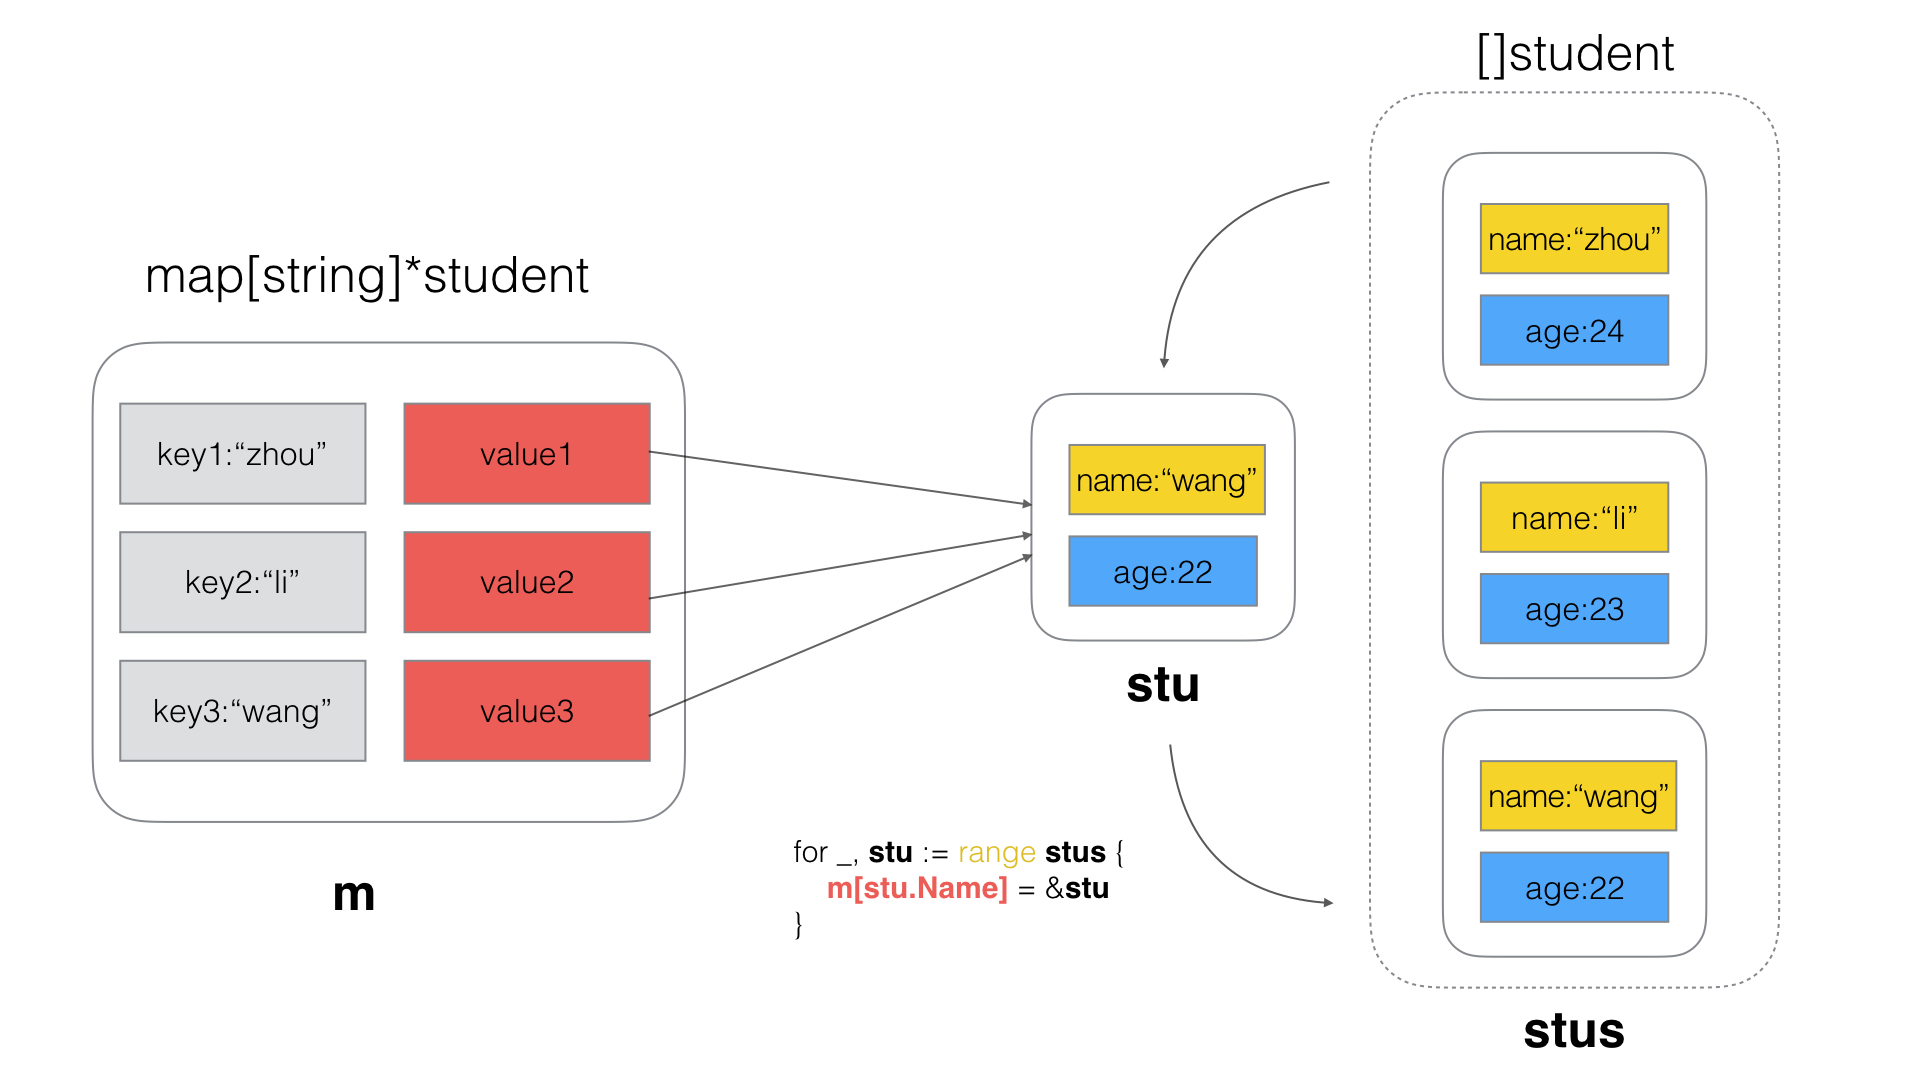 []student
name:“zhou”
age:24
name:“li”
age:23
name:“wang”
age:22
stus
map[string]*student
key1:“zhou”
value1
key2:“li”
value2
key3:“wang”
value3
m
name:“wang”
age:22
stu
for _, stu := range stus {
m[stu.Name] = &stu
}